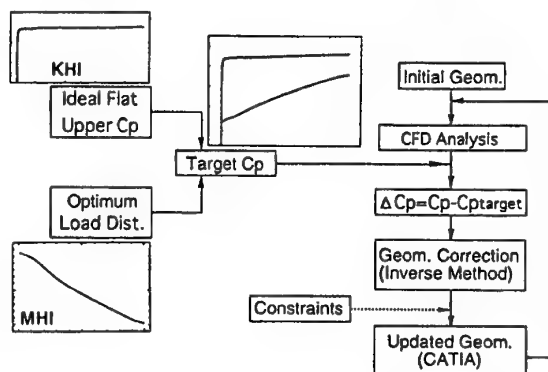 KHI
Ideal Flat
Upper Cp
Target Cp
Optimum
Load Dist.
MHI
Initial Geom.
CFD Analysis
Δ Cp=Cp-Cptarget
Geom. Correction
(Inverse Method)
Constraints
Updated Geom.
(CATIA)